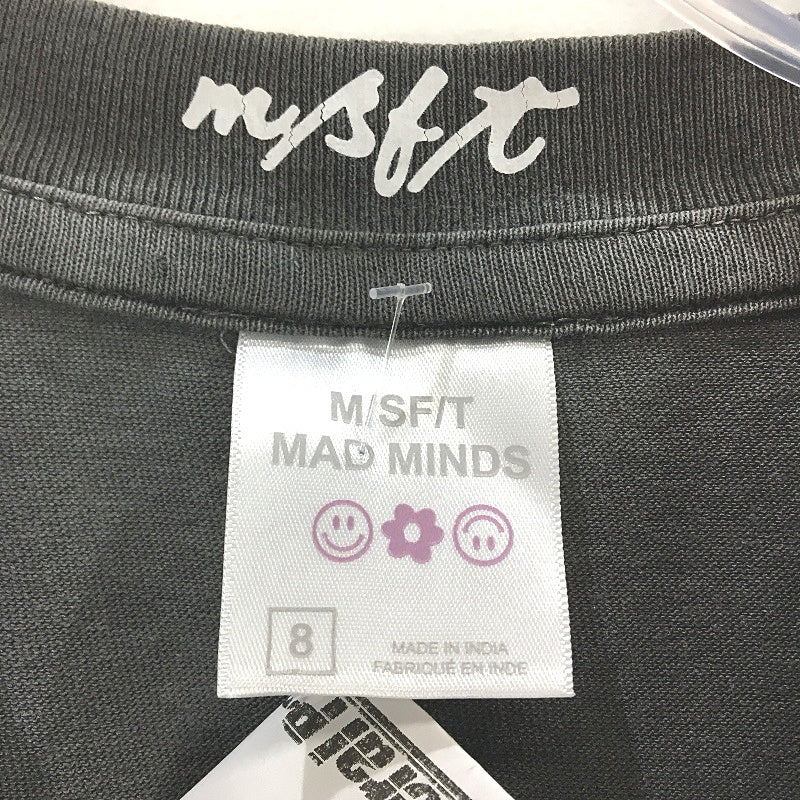 m/sf/t
M/SF/T
MAD MINDS
8
MADE IN INDIA
FABRIQUÉ EN INDE